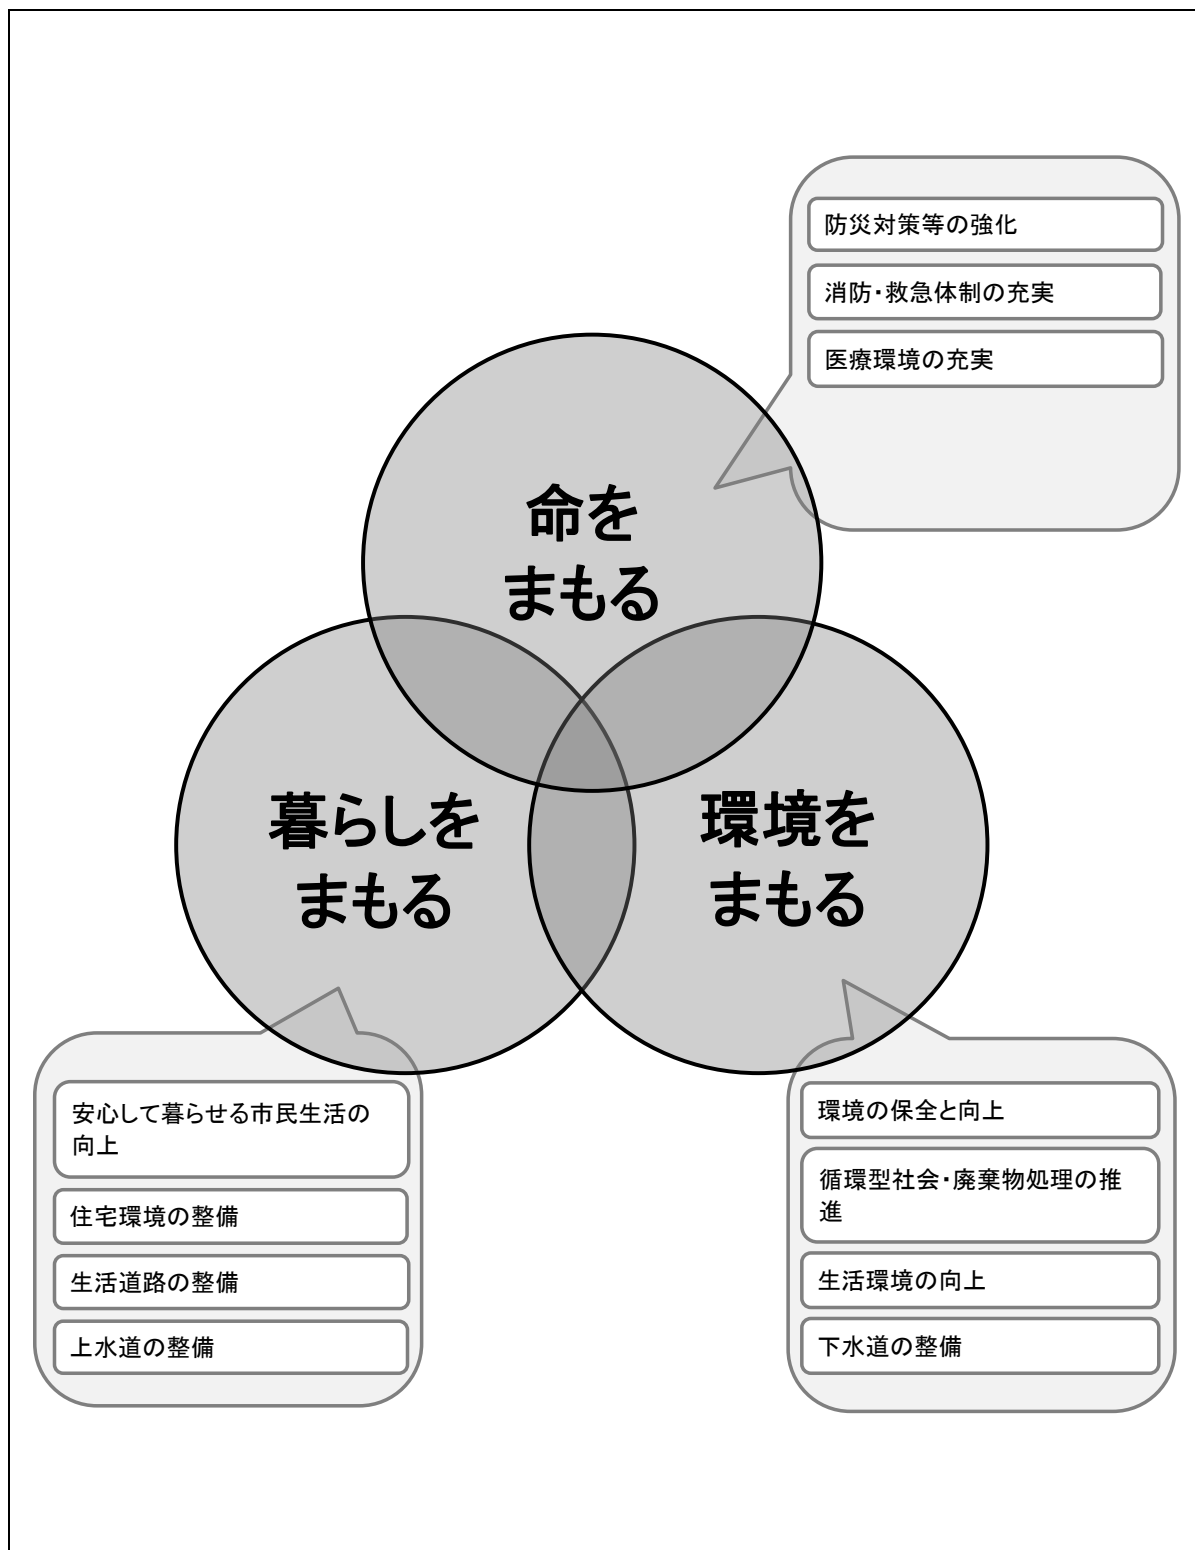 防災対策等の強化
消防・救急体制の充実
医療環境の充実
命を
まもる
暮らしを
まもる
環境を
まもる
安心して暮らせる市民生活の
向上
住宅環境の整備
生活道路の整備
上水道の整備
環境の保全と向上
循環型社会・廃棄物処理の推
進
生活環境の向上
下水道の整備